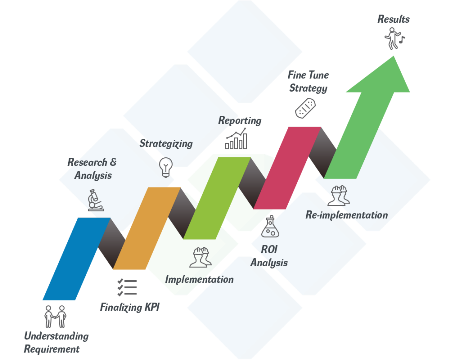 Results
Fine Tune
Strategy
Reporting
Strategizing
Research &
Analysis
Re-implementation
ROI
Analysis
Implementation
Finalizing KPI
Understanding
Requirement